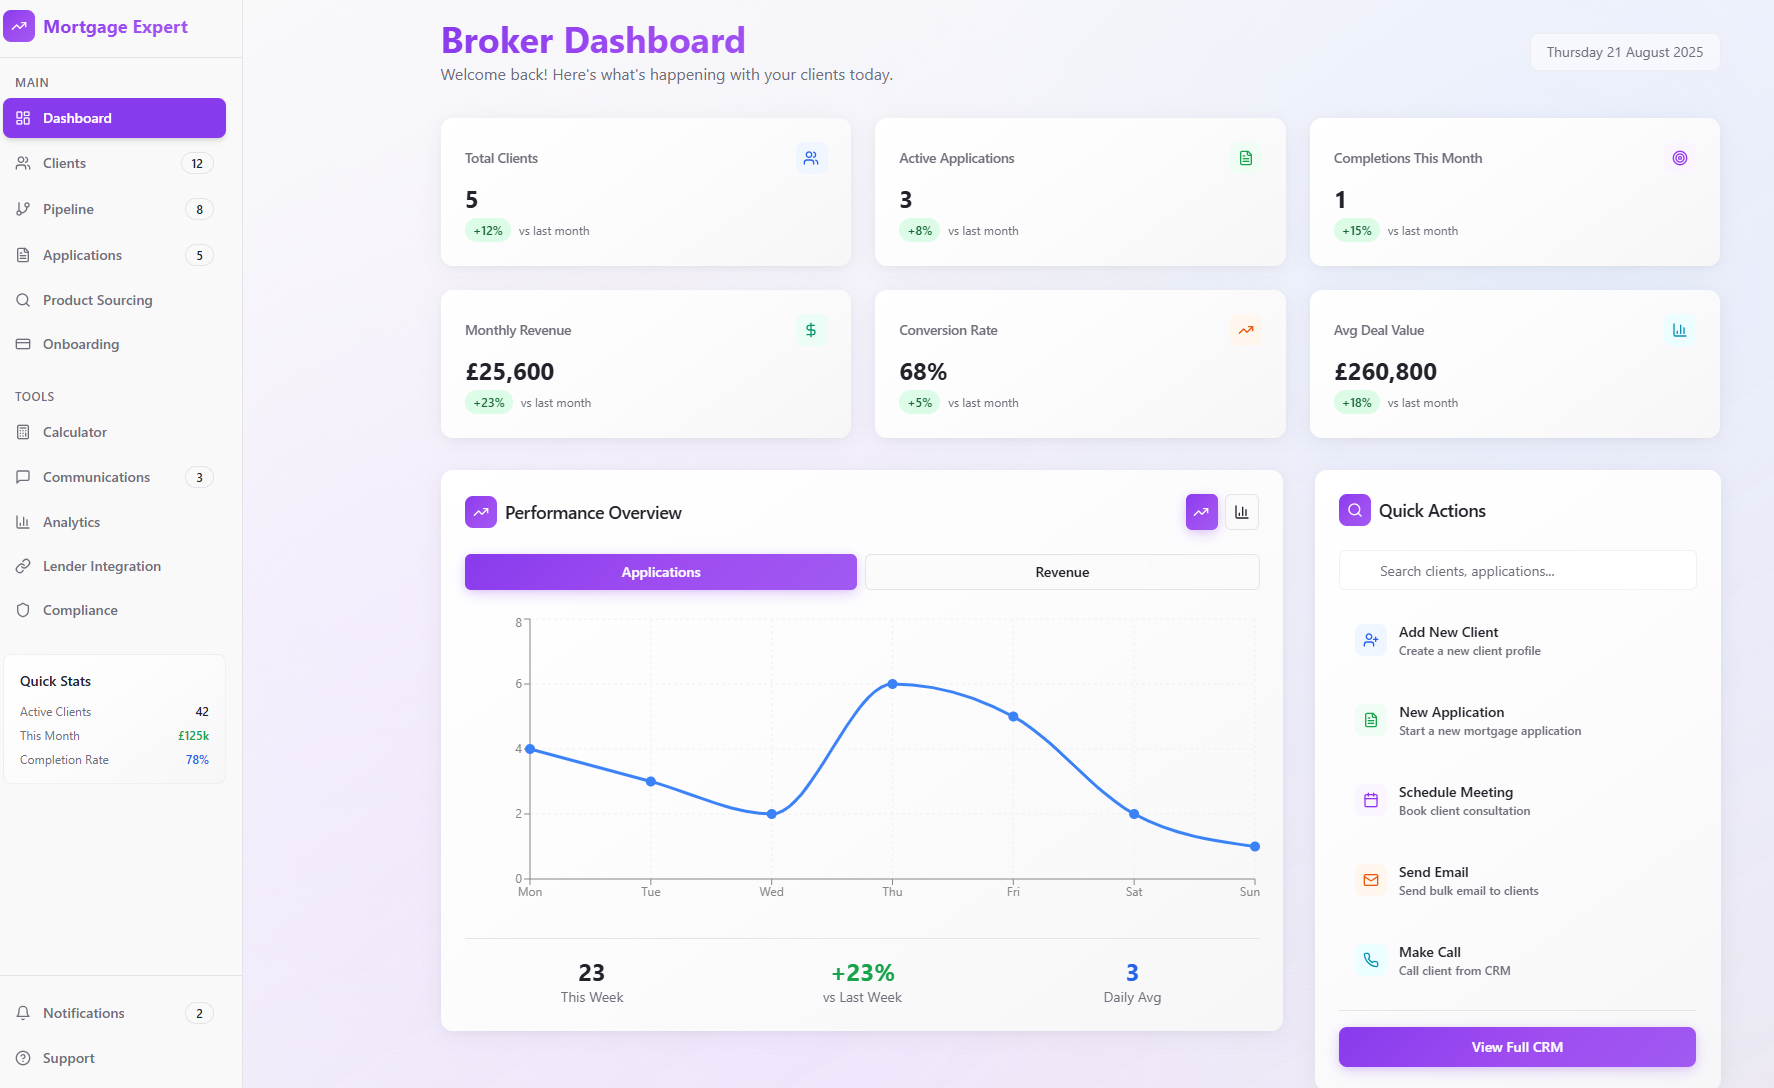 Mortgage Expert
MAIN
Dashboard
Clients 12
Pipeline 8
Applications 5
Product Sourcing
Onboarding
TOOLS
Calculator
Communications 3
Analytics
Lender Integration
Compliance
Quick Stats
Active Clients 42
This Month £125k
Completion Rate 78%
Notifications 2
Support
Broker Dashboard
Welcome back! Here's what's happening with your clients today.
Thursday 21 August 2025
Total Clients
5
+12% vs last month
Active Applications
3
+8% vs last month
Completions This Month
1
+15% vs last month
Monthly Revenue
$
£25,600
+23% vs last month
Conversion Rate
68%
+5% vs last month
Avg Deal Value
£260,800
+18% vs last month
Performance Overview
Applications
Revenue
8
6
4
2
0
Mon Tue Wed Thu Fri Sat Sun
23
This Week
+23%
vs Last Week
3
Daily Avg
Quick Actions
Search clients, applications...
Add New Client
Create a new client profile
New Application
Start a new mortgage application
Schedule Meeting
Book client consultation
Send Email
Send bulk email to clients
Make Call
Call client from CRM
View Full CRM